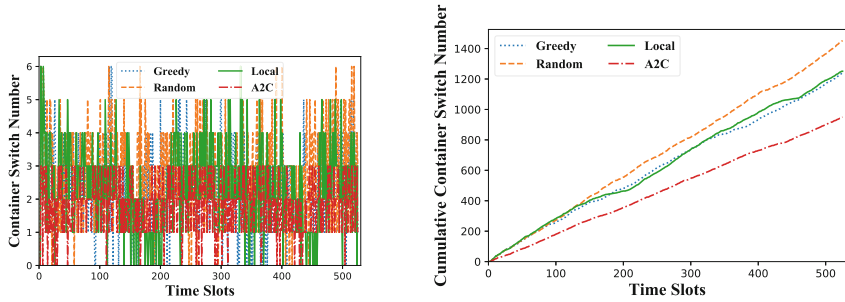 Container Switch Number
6
5
4
3
2
1
0
Greedy
Random
Local
A2C
0 100 200 300 400 500
Time Slots
Cumulative Container Switch Number
1400
1200
1000
800
600
400
200
0
Greedy
Random
Local
A2C
0 100 200 300 400 500
Time Slots